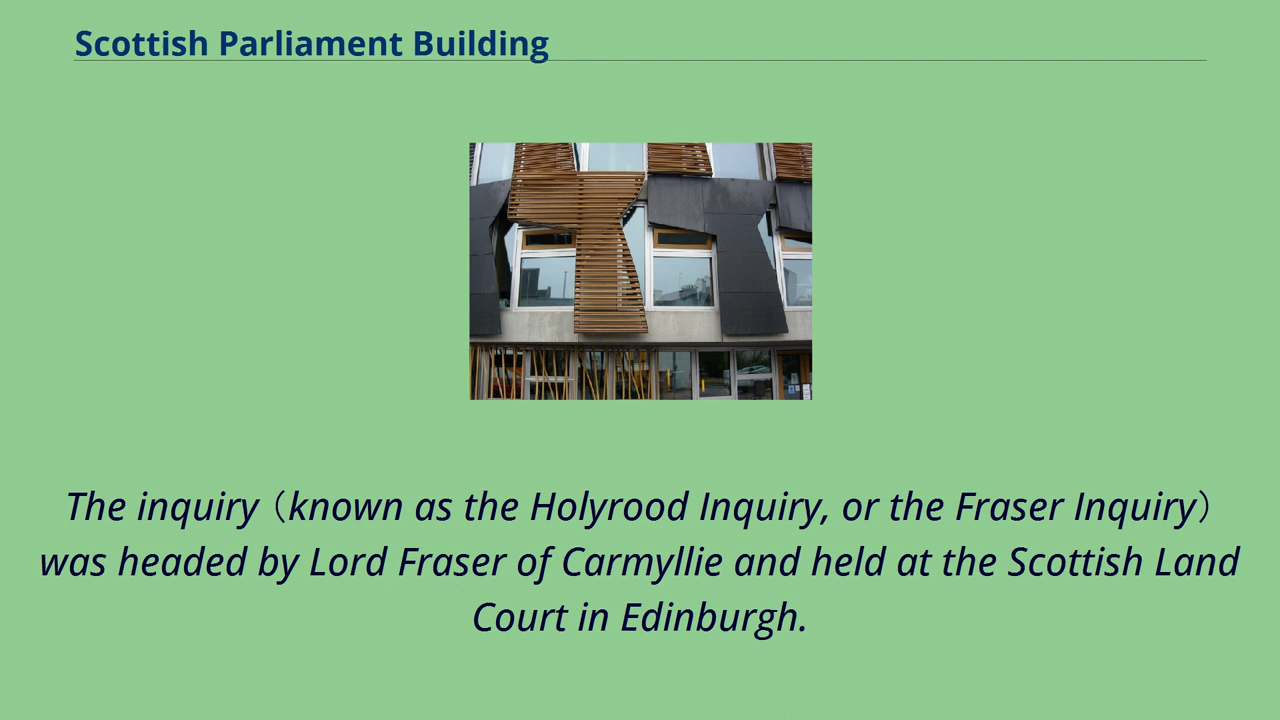 Scottish Parliament Building
The inquiry（known as the Holyrood Inquiry, or the Fraser Inquiry）
was headed by Lord Fraser of Carmyllie and held at the Scottish Land
Court in Edinburgh.